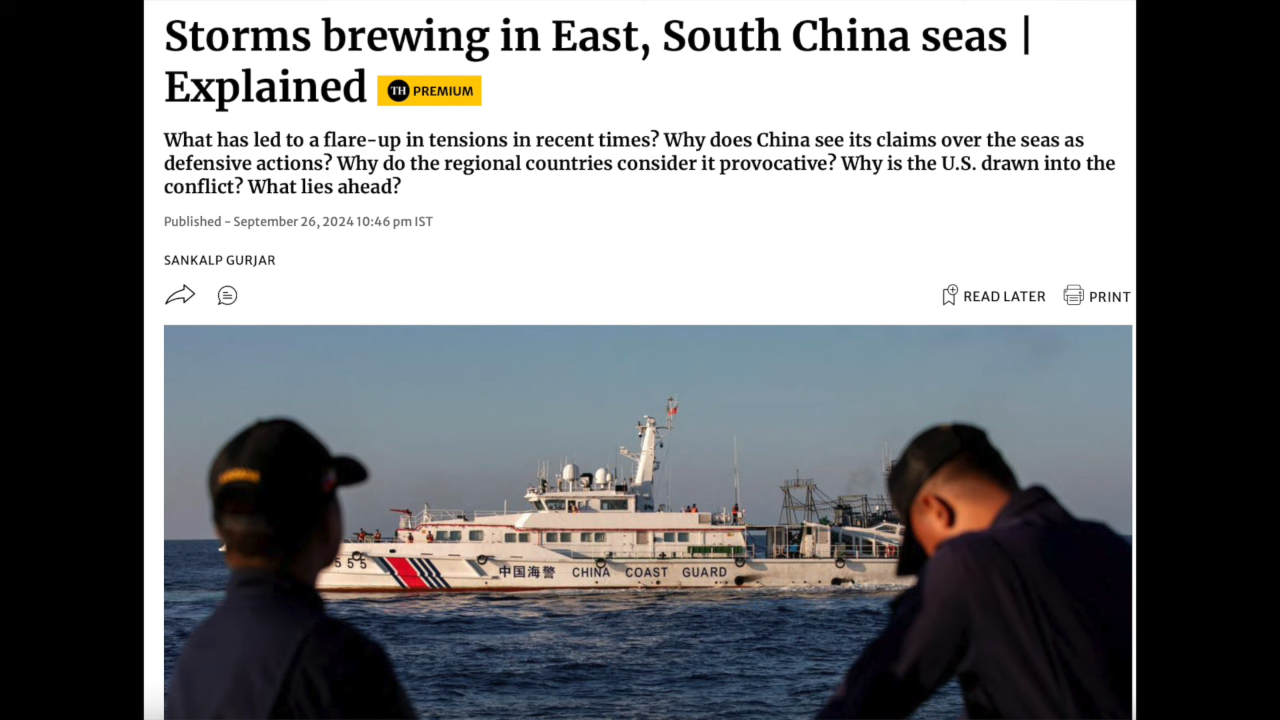 Storms brewing in East, South China seas |
Explained TH PREMIUM
What has led to a flare-up in tensions in recent times? Why does China see its claims over the seas as
defensive actions? Why do the regional countries consider it provocative? Why is the U.S. drawn into the
conflict? What lies ahead?
Published - September 26, 2024 10:46 pm IST
SANKALP GURJAR
READ LATER PRINT
555 中国海警 CHINA COAST GUARD